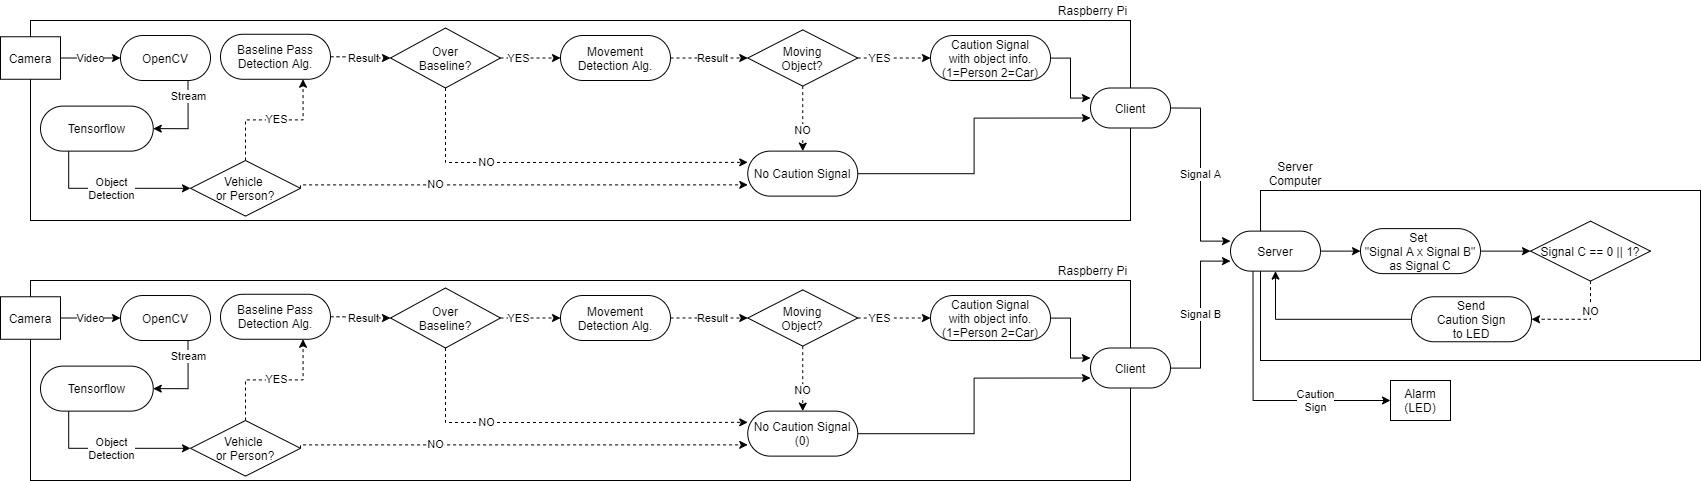 Raspberry Pi
Camera
Video
OpenCV
Stream
Tensorflow
Object
Detection
Vehicle
or Person?
YES
NO
Baseline Pass
Detection Alg.
Result
Over
Baseline?
YES
NO
Movement
Detection Alg.
Result
Moving
Object?
YES
NO
Caution Signal
with object info.
(1=Person 2=Car)
No Caution Signal
Client
Signal A
Raspberry Pi
Camera
Video
OpenCV
Stream
Tensorflow
Object
Detection
Vehicle
or Person?
YES
NO
Baseline Pass
Detection Alg.
Result
Over
Baseline?
YES
NO
Movement
Detection Alg.
Result
Moving
Object?
YES
NO
Caution Signal
with object info.
(1=Person 2=Car)
No Caution Signal
(0)
Client
Signal B
Server
Computer
Server
Set
"Signal A x Signal B"
as Signal C
Signal C == 0 || 1?
NO
Send
Caution Sign
to LED
Caution
Sign
Alarm
(LED)